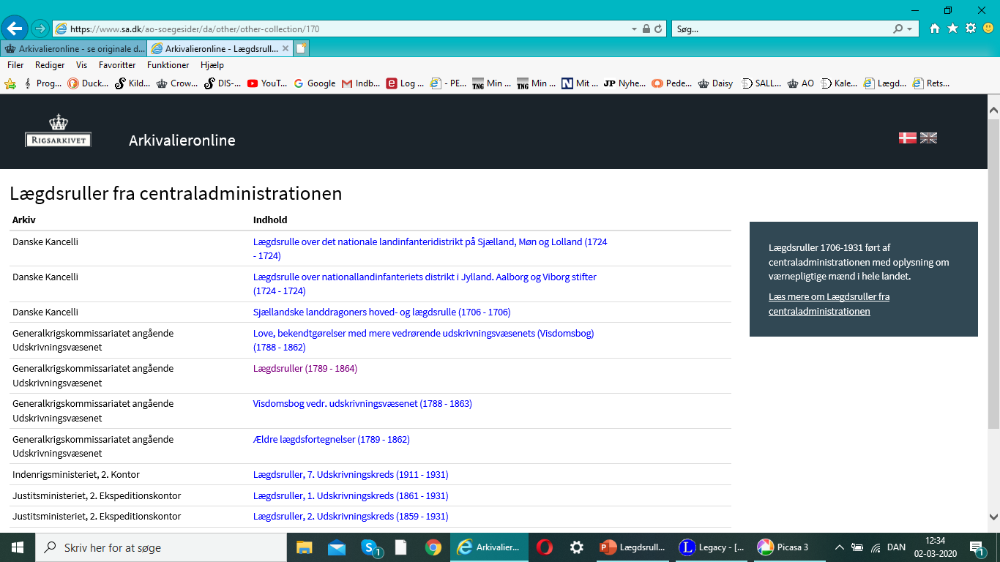 https://www.sa.dk/ao-soegesider/da/other/other-collection/170
Søg...
Arkivalieronline - se originale d...
Arkivalieronline - Lægdsrull...
Filer Rediger Vis Favoritter Funktioner Hjælp
Prog... Duck... Kild... Crow... DIS-... YouT... Google Indb... Log ... - PE... Min ... Min ... Mit ... Nyhe... Pede... Daisy SALL... AO Kale... Lægd... Rets...
RIGSARKIVET
Arkivalieronline
Lægdsruller fra centraladministrationen
Arkiv Indhold
Danske Kancelli Lægdsrulle over det nationale landinfanteridistrikt på Sjælland, Møn og Lolland (1724
- 1724)
Danske Kancelli Lægdsrulle over nationallandinfanteriets distrikt i Jylland. Aalborg og Viborg stifter
(1724 - 1724)
Danske Kancelli Sjællandske landdragoners hoved- og lægdsrulle (1706 - 1706)
Generalkrigskommissariatet angående Love, bekendtgørelser med mere vedrørende udskrivningsvæsenets (Visdomsbog)
Udskrivningsvæsenet (1788 - 1862)
Generalkrigskommissariatet angående Lægdsruller (1789 - 1864)
Udskrivningsvæsenet
Generalkrigskommissariatet angående Visdomsbog vedr. udskrivningsvæsenet (1788 - 1863)
Udskrivningsvæsenet
Generalkrigskommissariatet angående Ældre lægdsfortegnelser (1789 - 1862)
Udskrivningsvæsenet
Indenrigsministeriet, 2. Kontor Lægdsruller, 7. Udskrivningskreds (1911 - 1931)
Justitsministeriet, 2. Ekspeditionskontor Lægdsruller, 1. Udskrivningskreds (1861 - 1931)
Justitsministeriet, 2. Ekspeditionskontor Lægdsruller, 2. Udskrivningskreds (1859 - 1931)
Lægdsruller 1706-1931 ført af
centraladministrationen med oplysning om
værnepligtige mænd i hele landet.
Læs mere om Lægdsruller fra
centraladministrationen
Skriv her for at søge
1
Arkivalier...
Lægdsrull...
Legacy - [...
Picasa 3
DAN
12:34
02-03-2020
1